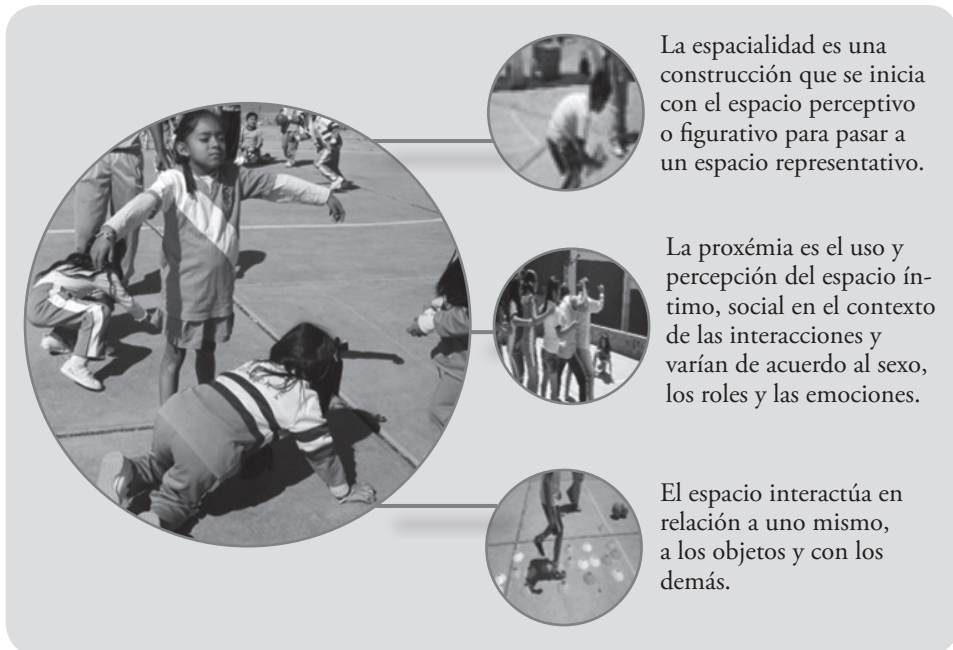 La espacialidad es una
construcción que se inicia
con el espacio perceptivo
o figurativo para pasar a
un espacio representativo.
La proxémia es el uso y
percepción del espacio ín-
timo, social en el contexto
de las interacciones y
varían de acuerdo al sexo,
los roles y las emociones.
El espacio interactúa en
relación a uno mismo,
a los objetos y con los
demás.